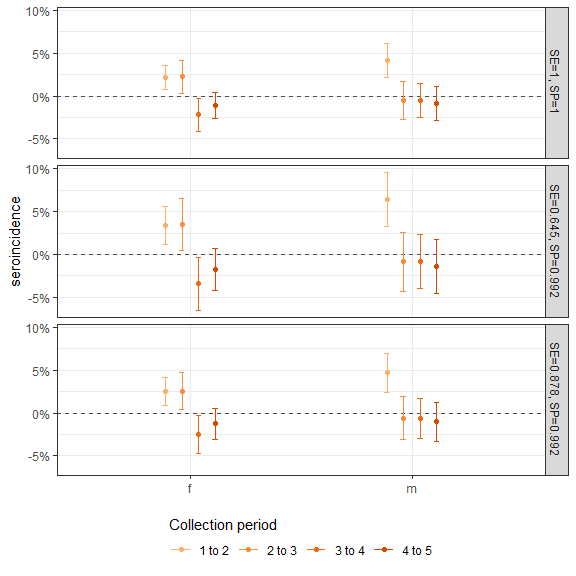 10%
5%
0%
-5%
SE=1, SP=1
10%
5%
0%
-5%
SE=0.645, SP=0.992
10%
5%
0%
-5%
SE=0.878, SP=0.992
seroincidence
f m
Collection period
1 to 2 2 to 3 3 to 4 4 to 5